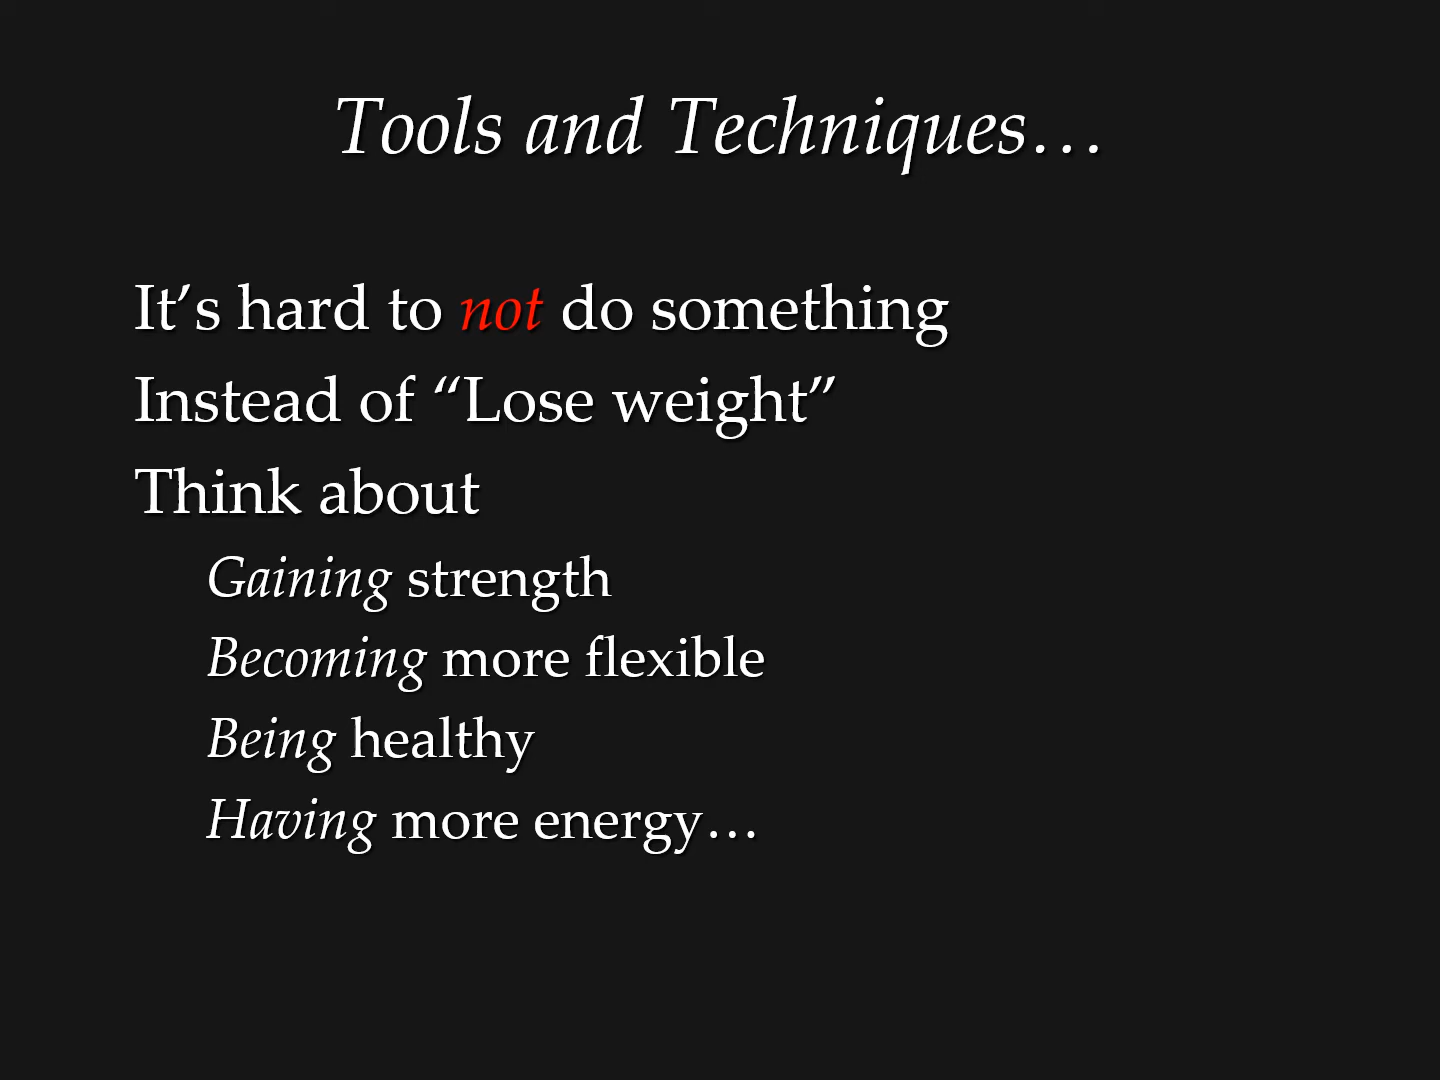 Tools and Techniques…
It’s hard to not do something
Instead of “Lose weight”
Think about
Gaining strength
Becoming more flexible
Being healthy
Having more energy…